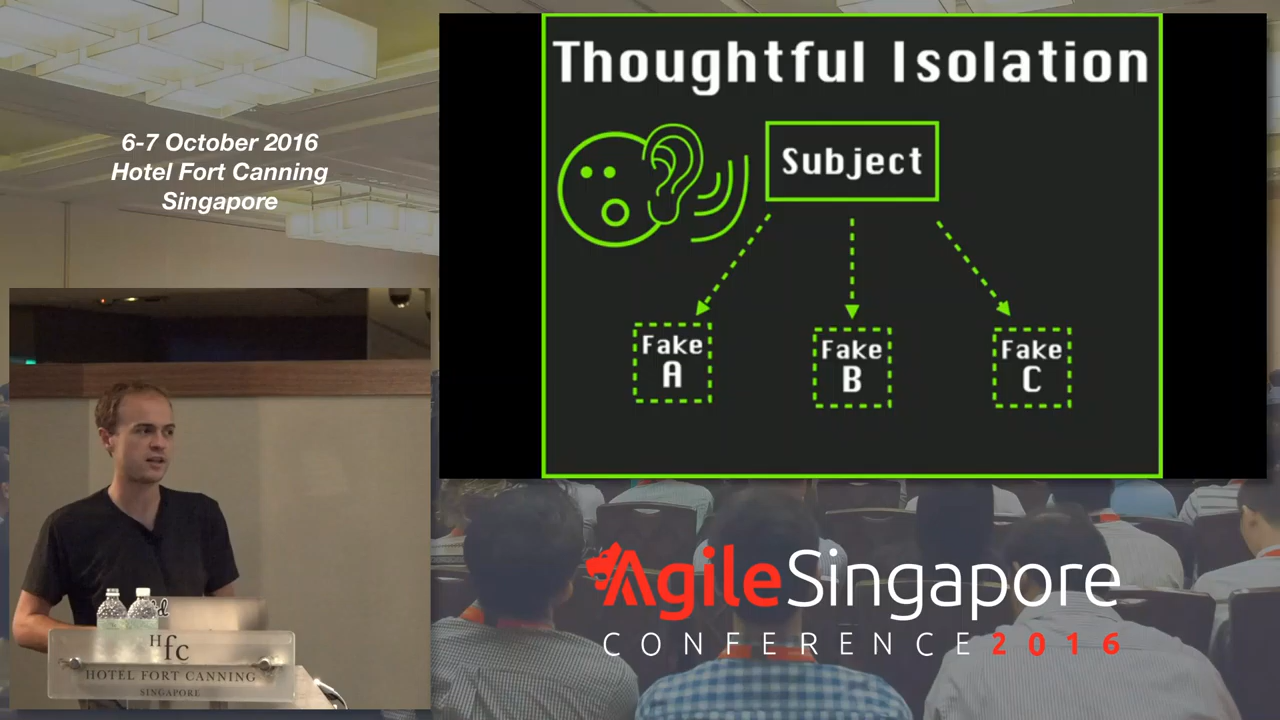 6-7 October 2016
Hotel Fort Canning
Singapore
Thoughtful Isolation
Subject
Fake
A
Fake
B
Fake
C
Hfc
HOTEL FORT CANNING
SINGAPORE
AgileSingapore
CONFERENCE 2016